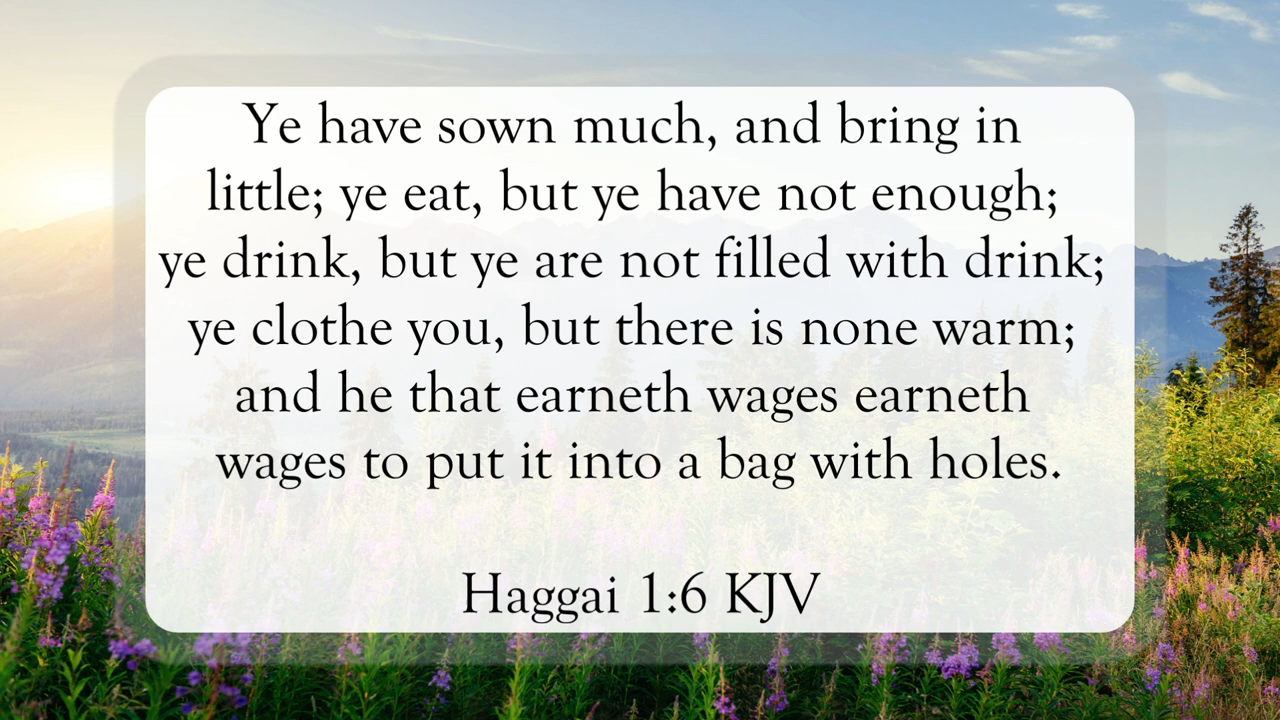 Ye have sown much, and bring in
little; ye eat, but ye have not enough;
ye drink, but ye are not filled with drink;
ye clothe you, but there is none warm;
and he that earneth wages earneth
wages to put it into a bag with holes.
Haggai 1:6 KJV